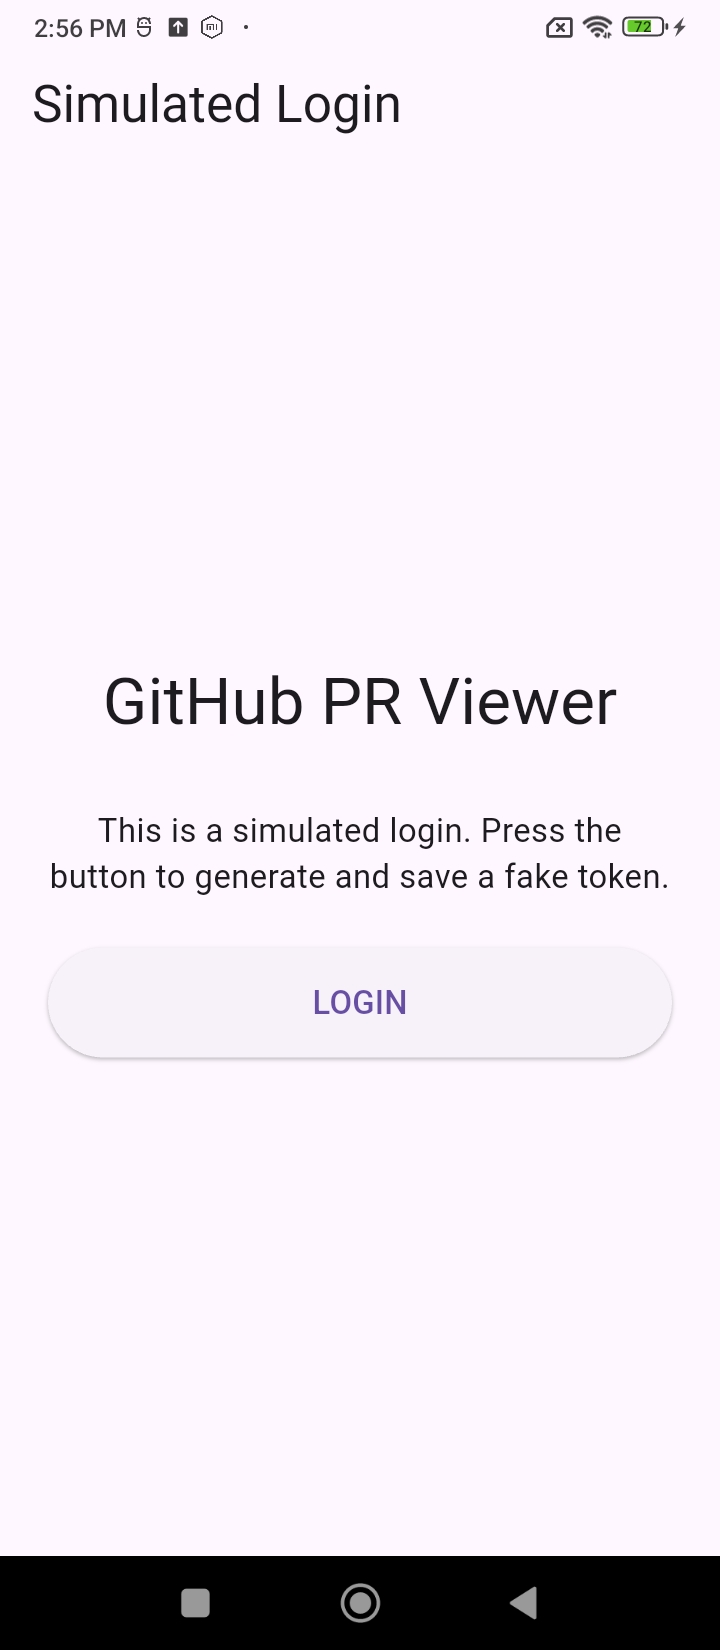 2:56 PM
72
Simulated Login
GitHub PR Viewer
This is a simulated login. Press the
button to generate and save a fake token.
LOGIN